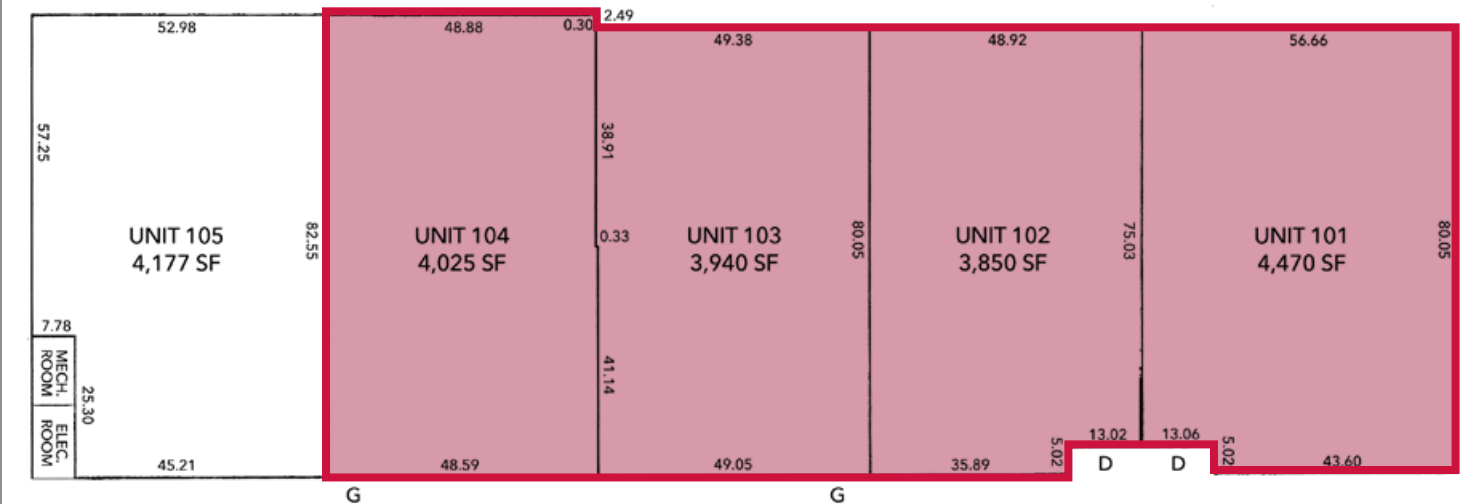 52.98
48.88
0.30
2.49
49.38
48.92
56.66
57.25
38.91
82.55
UNIT 105
4,177 SF
UNIT 104
4,025 SF
0.33
UNIT 103
3,940 SF
80.05
UNIT 102
3,850 SF
75.03
UNIT 101
4,470 SF
80.05
7.78
MECH.
ROOM
ELEC.
ROOM
25.30
41.14
45.21
48.59
49.05
35.89
5.02
13.02
13.06
5.02
43.60
D
D
G
G